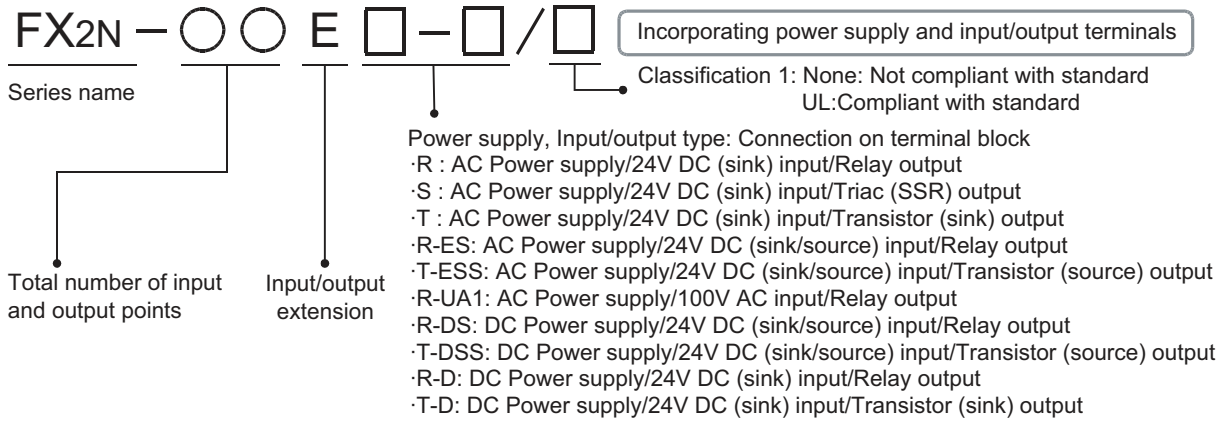 FX2N – ○○ E □ – □ / □
Incorporating power supply and input/output terminals
Series name
Classification 1: None: Not compliant with standard
UL:Compliant with standard
Power supply, Input/output type: Connection on terminal block
·R : AC Power supply/24V DC (sink) input/Relay output
·S : AC Power supply/24V DC (sink) input/Triac (SSR) output
·T : AC Power supply/24V DC (sink) input/Transistor (sink) output
·R-ES: AC Power supply/24V DC (sink/source) input/Relay output
·T-ESS: AC Power supply/24V DC (sink/source) input/Transistor (source) output
·R-UA1: AC Power supply/100V AC input/Relay output
·R-DS: DC Power supply/24V DC (sink/source) input/Relay output
·T-DSS: DC Power supply/24V DC (sink/source) input/Transistor (source) output
·R-D: DC Power supply/24V DC (sink) input/Relay output
·T-D: DC Power supply/24V DC (sink) input/Transistor (sink) output
Total number of input
and output points
Input/output
extension